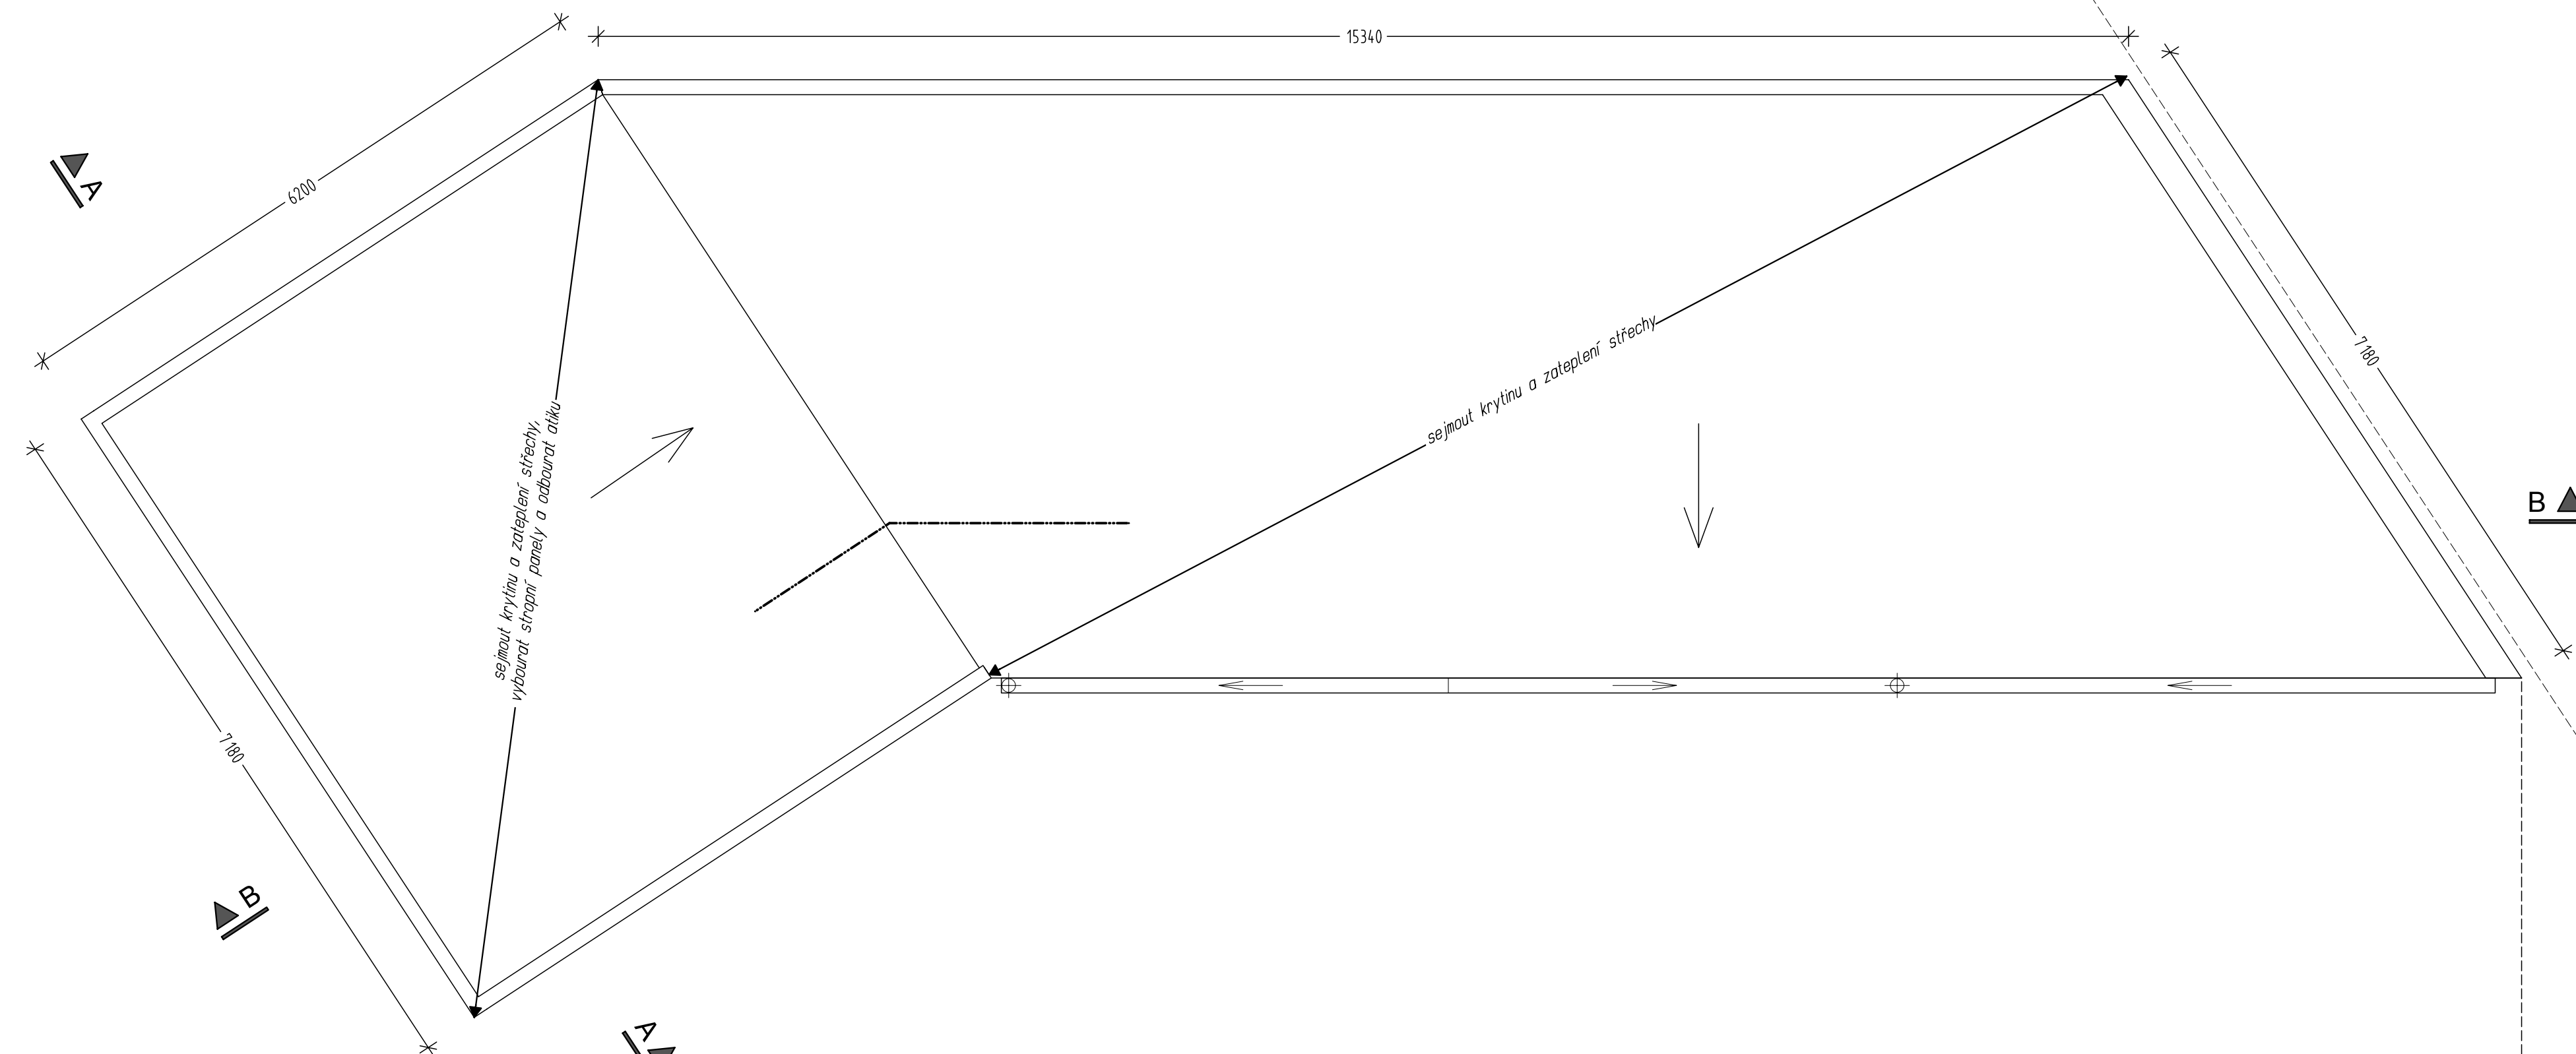 15340
6200
A
7180
sejmout krytinu a zateplení střechy
sejmout krytinu a zateplení střechy,
vybourat stropní panely a odbourat atiku
B
7180
B
A